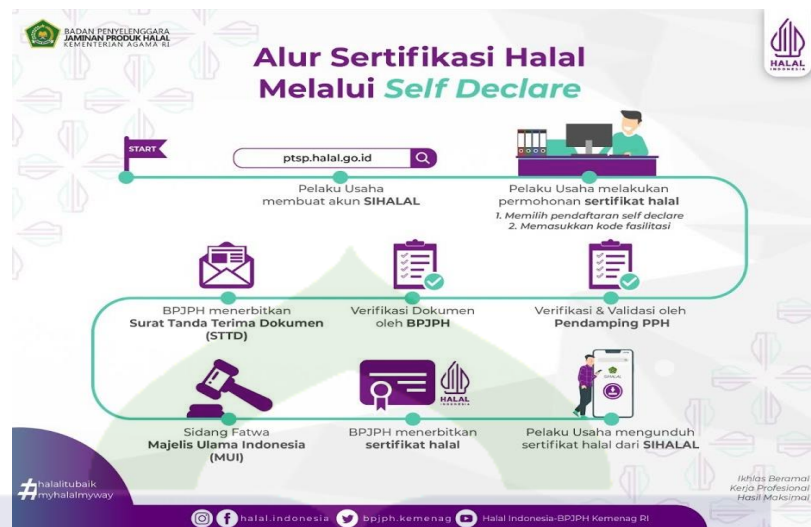 BADAN PENYELENGGARA
JAMINAN PRODUK HALAL
KEMENTERIAN AGAMA RI
HALAL
INDONESIA
Alur Sertifikasi Halal
Melalui Self Declare
START
ptsp.halal.go.id
Pelaku Usaha
membuat akun SIHALAL
Pelaku Usaha melakukan
permohonan sertifikat halal
1. Memilih pendaftaran self declare
2. Memasukkan kode fasilitasi
BPJPH menerbitkan
Surat Tanda Terima Dokumen
(STTD)
Verifikasi Dokumen
oleh BPJPH
Verifikasi & Validasi oleh
Pendamping PPH
HALAL
INDONESIA
SIHALAL
Sidang Fatwa
Majelis Ulama Indonesia
(MUI)
BPJPH menerbitkan
sertifikat halal
Pelaku Usaha mengunduh
sertifikat halal dari SIHALAL
#halalitubaik
myhalalmyway
Ikhlas Beramal
Kerja Profesional
Hasil Maksimal
halal.indonesia bpjph.kemenag Halal Indonesia-BPJPH Kemenag RI